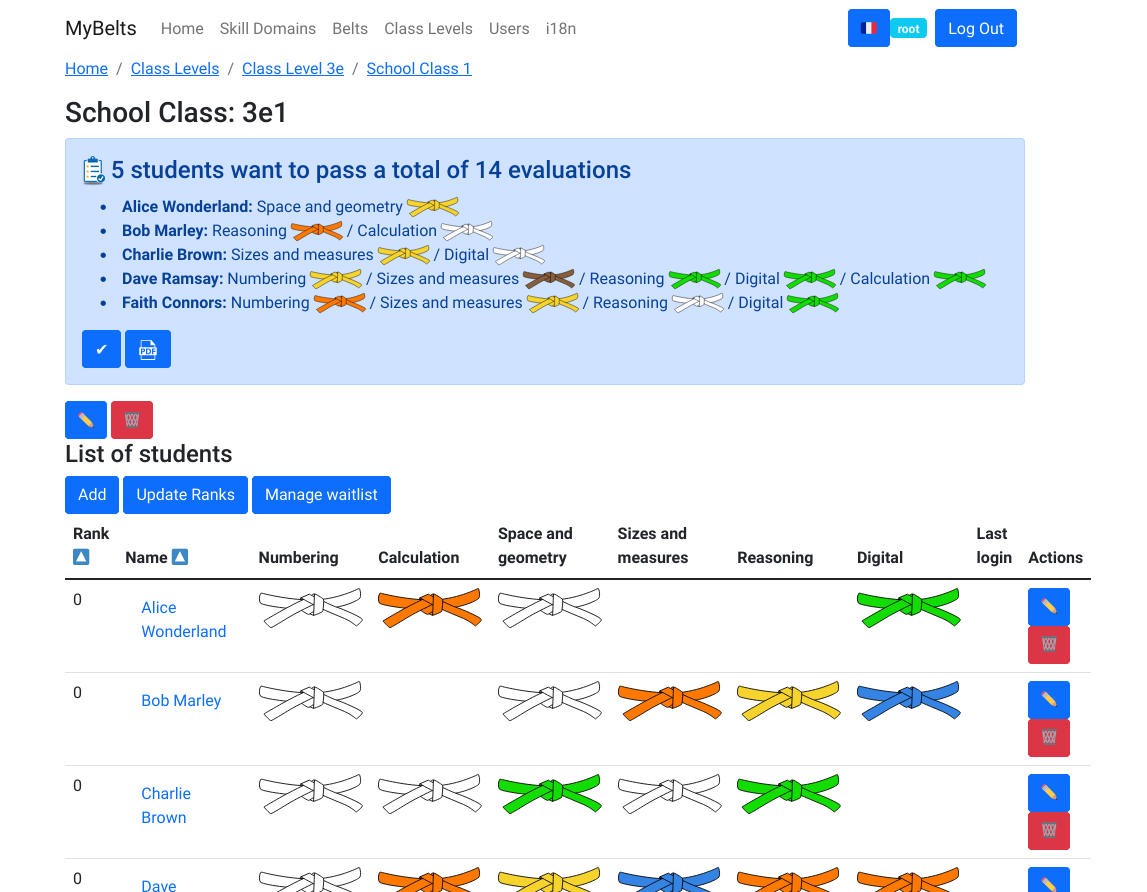 MyBelts Home Skill Domains Belts Class Levels Users i18n root Log Out
Home / Class Levels / Class Level 3e / School Class 1
School Class: 3e1
5 students want to pass a total of 14 evaluations
• Alice Wonderland: Space and geometry
• Bob Marley: Reasoning / Calculation
• Charlie Brown: Sizes and measures / Digital
• Dave Ramsay: Numbering / Sizes and measures / Reasoning / Digital / Calculation
• Faith Connors: Numbering / Sizes and measures / Reasoning / Digital
✔ PDF
List of students
Add Update Ranks Manage waitlist
Rank Name Numbering Calculation Space and geometry Sizes and measures Reasoning Digital Last login Actions
0 Alice Wonderland
0 Bob Marley
0 Charlie Brown
0 Dave